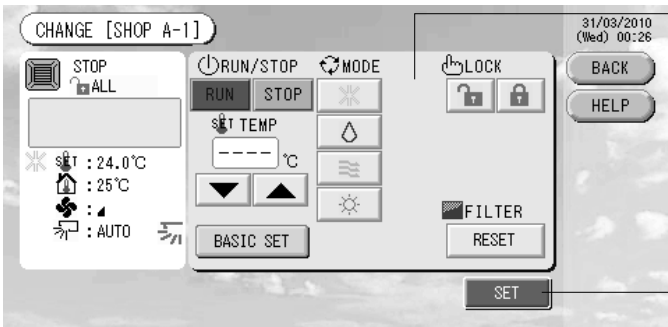 CHANGE [SHOP A-1]
31/03/2010
(Wed) 00:26
STOP
ALL
SET :24.0℃
:25℃
:
:AUTO
RUN/STOP
RUN STOP
SET TEMP
---- ℃
BASIC SET
MODE
LOCK
FILTER
RESET
BACK
HELP
SET